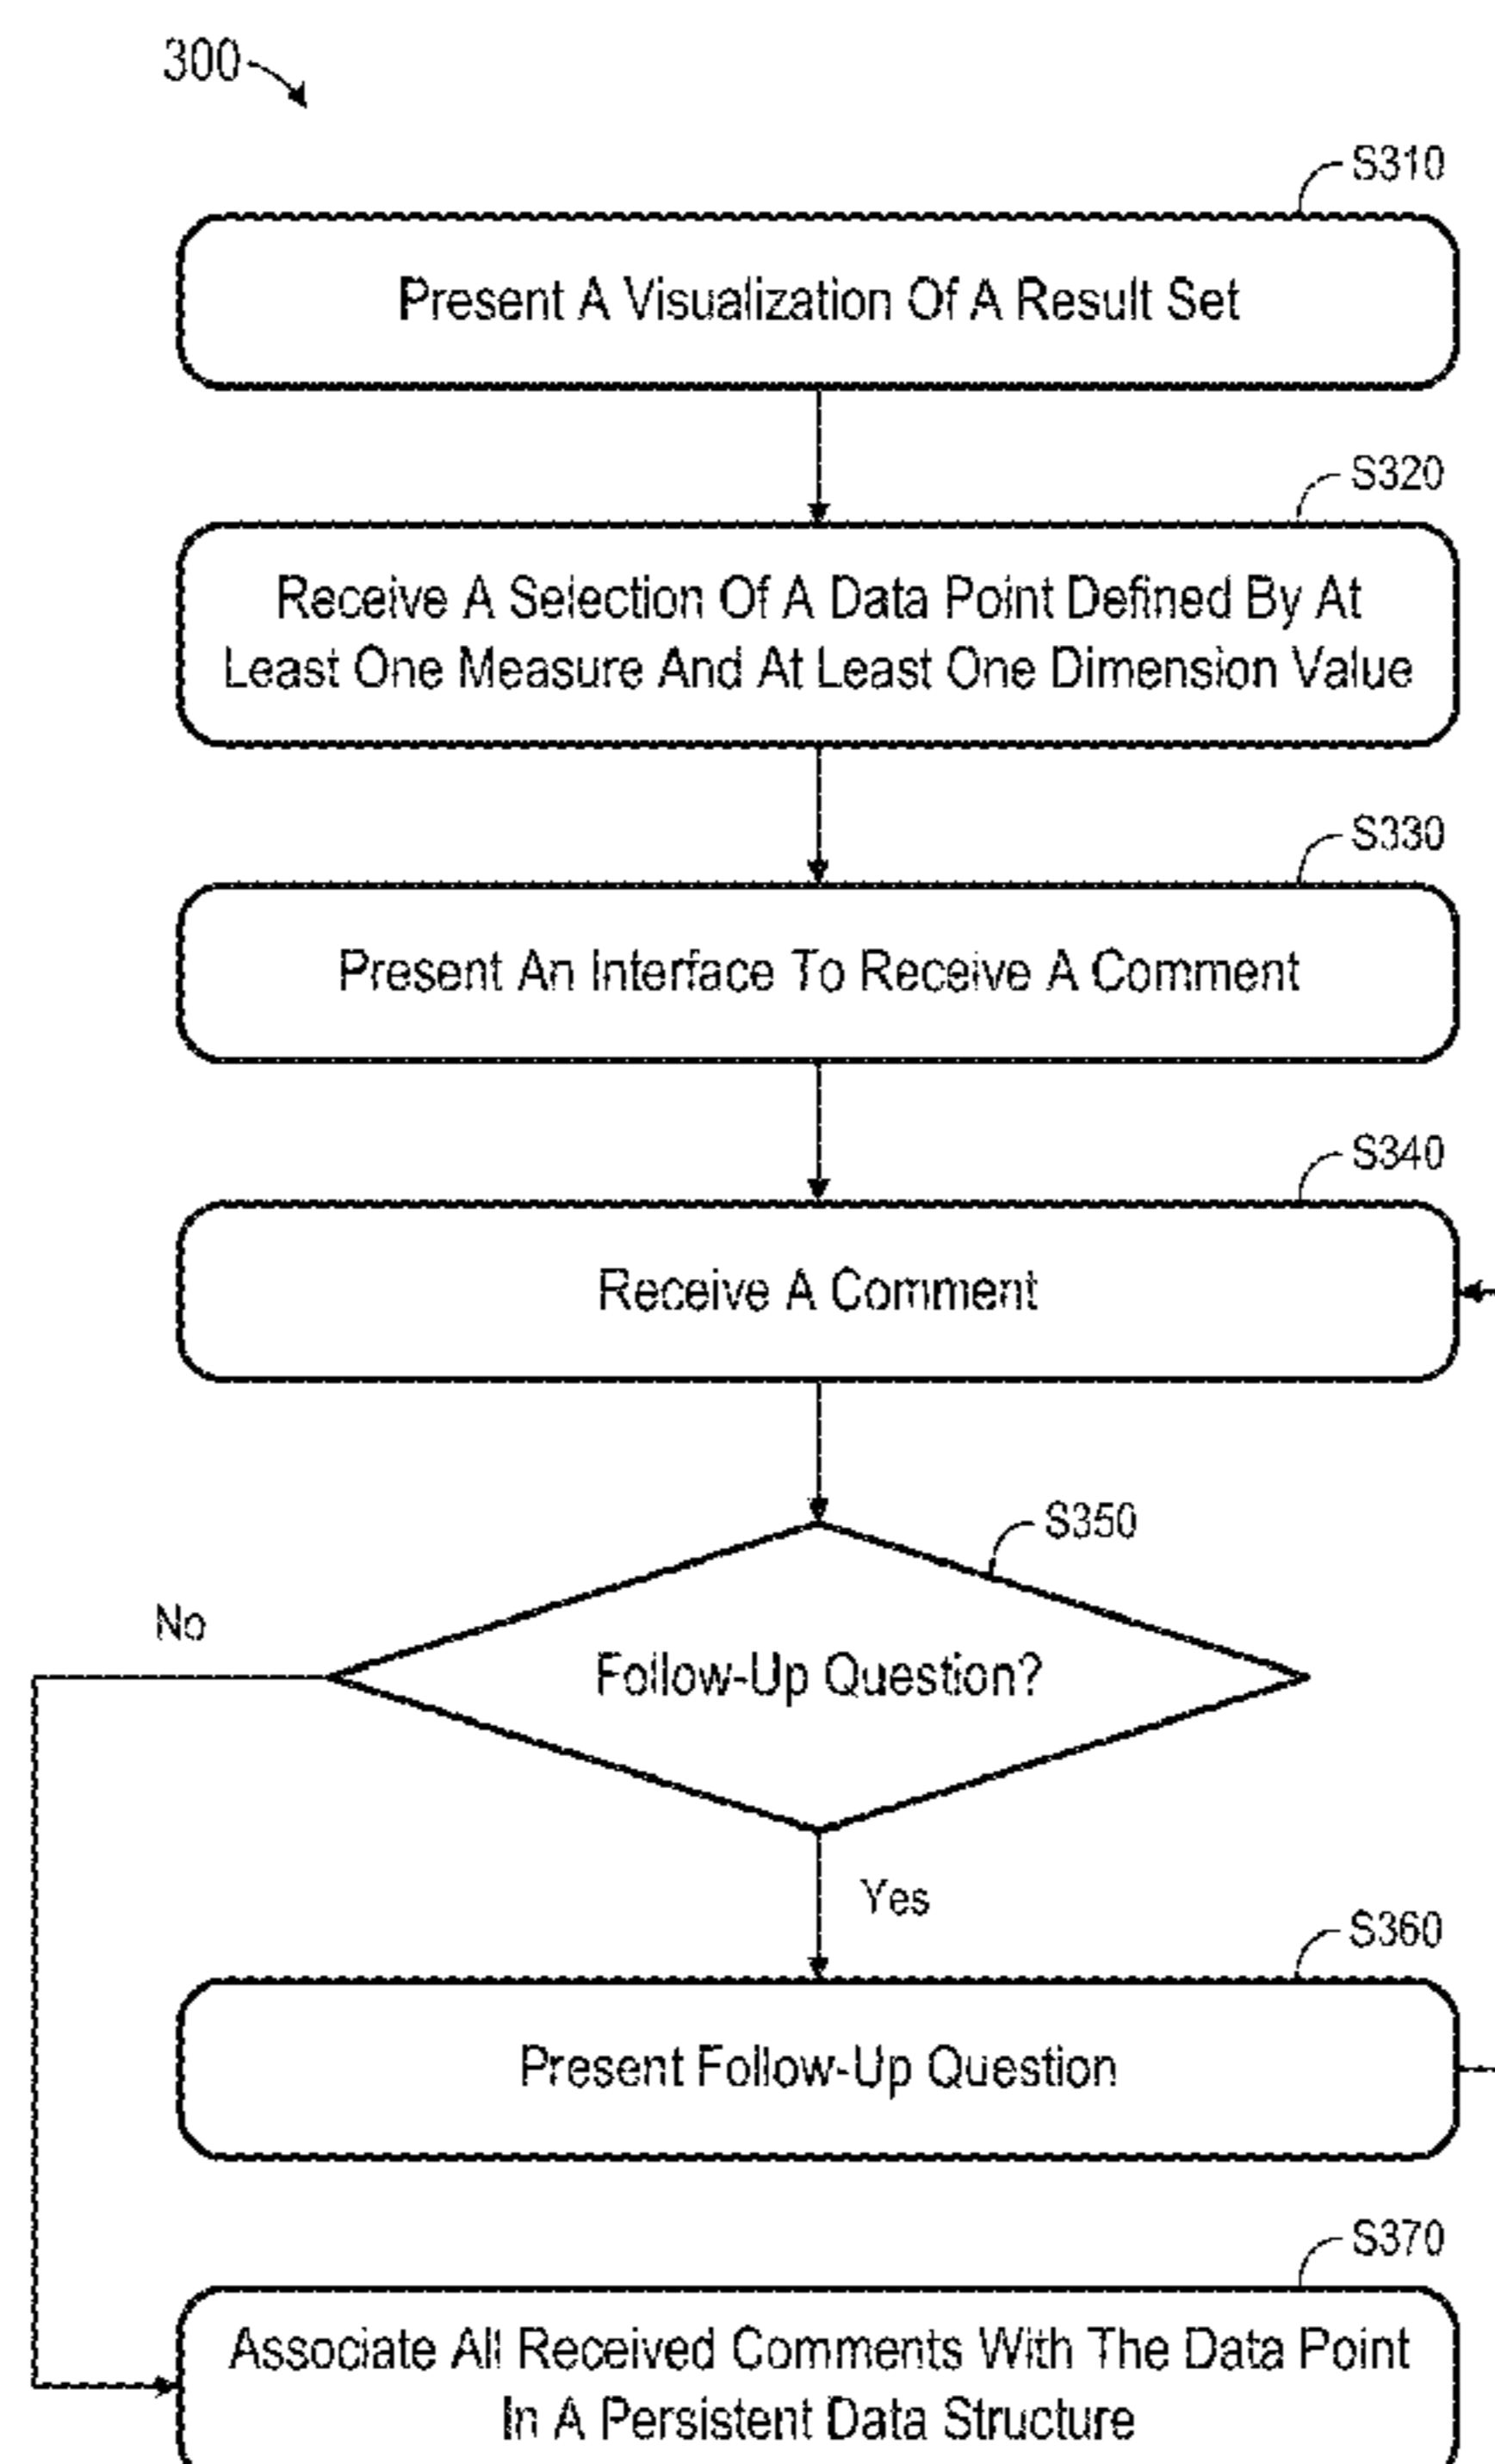 300
S310
Present A Visualization Of A Result Set
S320
Receive A Selection Of A Data Point Defined By At
Least One Measure And At Least One Dimension Value
S330
Present An Interface To Receive A Comment
S340
Receive A Comment
S350
No
Follow-Up Question?
Yes
S360
Present Follow-Up Question
S370
Associate All Received Comments With The Data Point
In A Persistent Data Structure